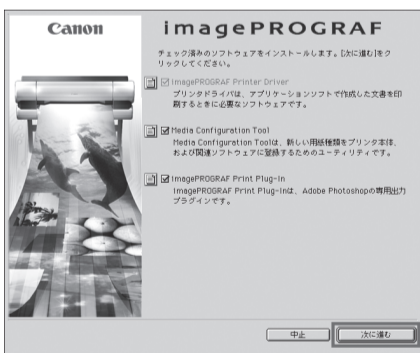 Canon
imagePROGRAF
チェック済みのソフトウェアをインストールします。[次に進む]をク
リックしてください。
imagePROGRAF Printer Driver
プリンタドライバは、アプリケーションソフトで作成した文書を印
刷するときに必要なソフトウェアです。
Media Configuration Tool
Media Configuration Toolは、新しい用紙種類をプリンタ本体、
および関連ソフトウェアに登録するためのユーティリティです。
imagePROGRAF Print Plug-In
imagePROGRAF Print Plug-Inは、Adobe Photoshopの専用出力
プラグインです。
中止
次に進む